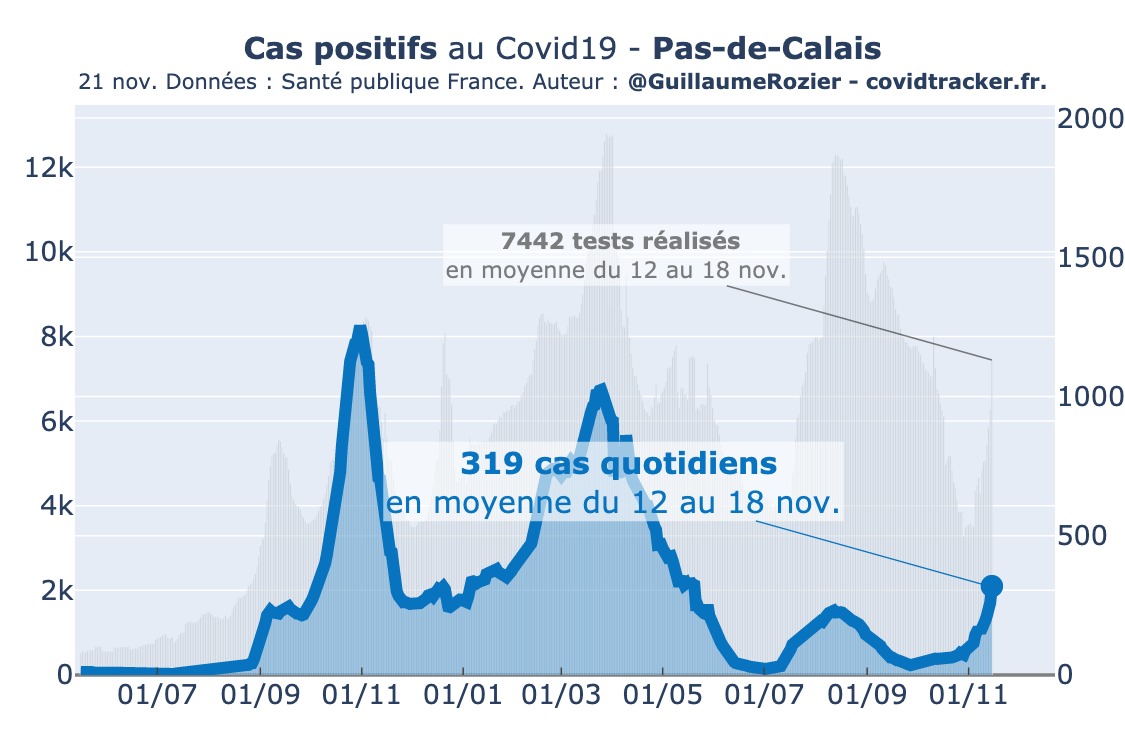 Cas positifs au Covid19 - Pas-de-Calais
21 nov. Données : Santé publique France. Auteur : @GuillaumeRozier - covidtracker.fr.
2000
12k
7442 tests réalisés
en moyenne du 12 au 18 nov.
10k
1500
8k
1000
6k
319 cas quotidiens
en moyenne du 12 au 18 nov.
4k
500
2k
0
0
01/07 01/09 01/11 01/01 01/03 01/05 01/07 01/09 01/11